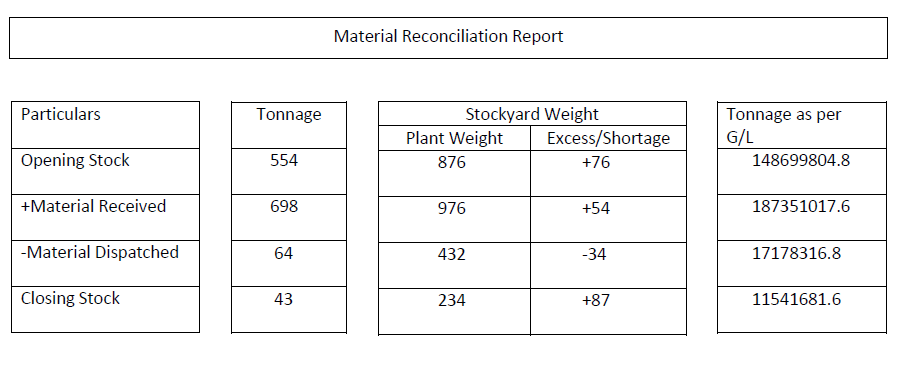 Material Reconciliation Report
Particulars Tonnage Stockyard Weight Tonnage as per
Plant Weight Excess/Shortage G/L
Opening Stock 554 876 +76 148699804.8
+Material Received 698 976 +54 187351017.6
-Material Dispatched 64 432 -34 17178316.8
Closing Stock 43 234 +87 11541681.6